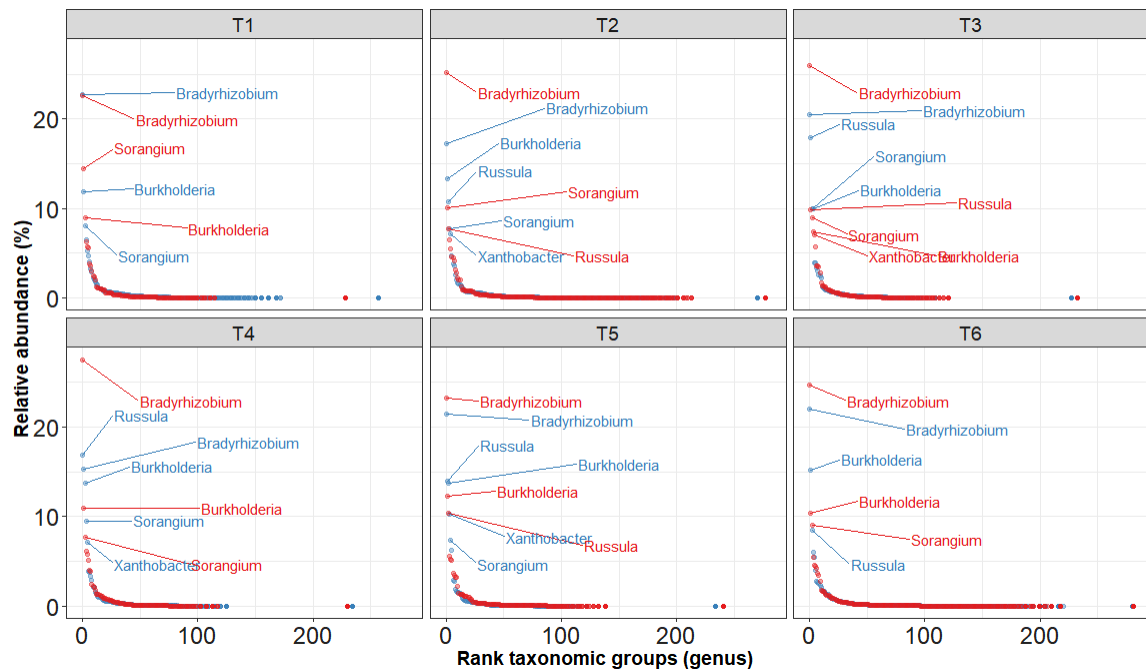 T1
T2
T3
Bradyrhizobium
Bradyrhizobium
Sorangium
Burkholderia
Burkholderia
Sorangium
Bradyrhizobium
Bradyrhizobium
Burkholderia
Russula
Sorangium
Sorangium
Xanthobacter
Russula
Bradyrhizobium
Bradyrhizobium
Russula
Sorangium
Burkholderia
Russula
Sorangium
Xanthobacter
Burkholderia
20
10
0
T4
T5
T6
Bradyrhizobium
Russula
Bradyrhizobium
Burkholderia
Burkholderia
Sorangium
Xanthobacter
Sorangium
Bradyrhizobium
Bradyrhizobium
Russula
Burkholderia
Burkholderia
Xanthobacter
Russula
Sorangium
Bradyrhizobium
Bradyrhizobium
Burkholderia
Burkholderia
Sorangium
Russula
20
10
0
0 100 200
0 100 200
0 100 200
Relative abundance (%)
Rank taxonomic groups (genus)